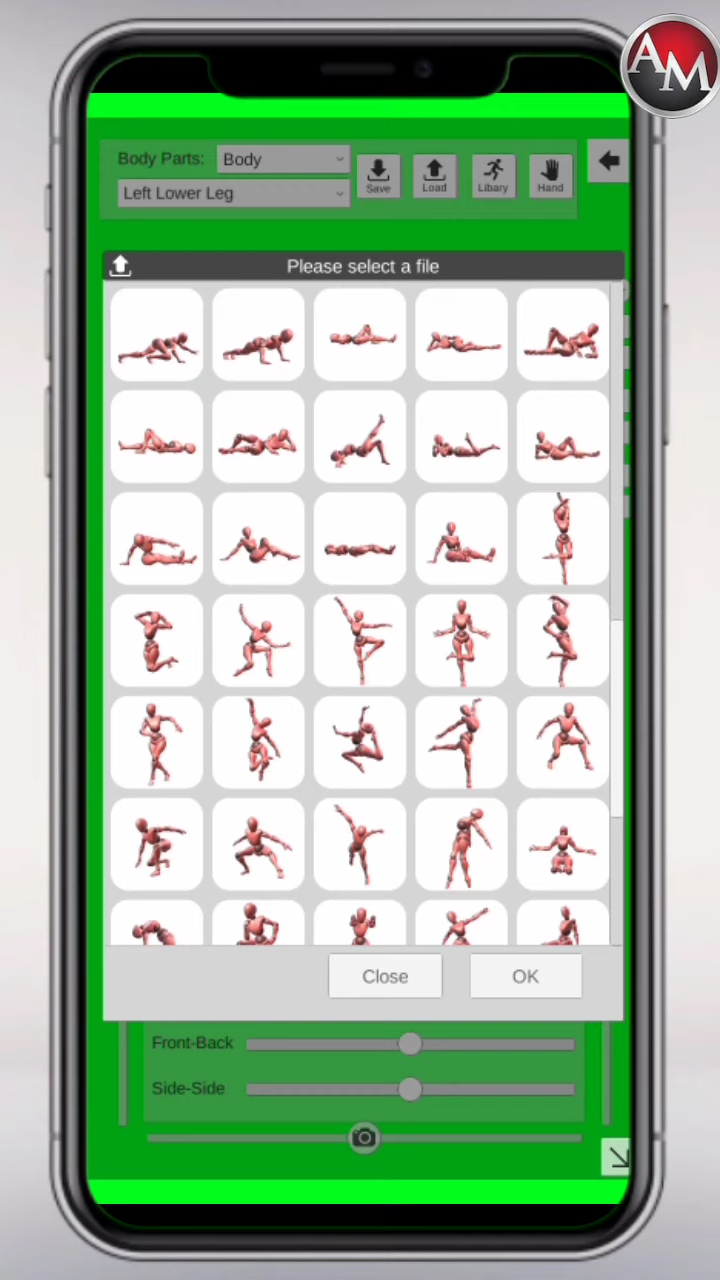 AM
Body Parts: Body
Left Lower Leg
Save Load Libary Hand
Please select a file
Close OK
Front-Back
Side-Side